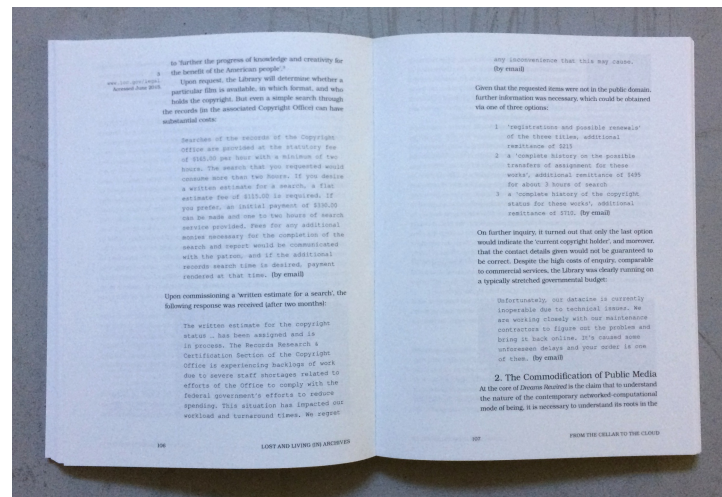 to 'further the progress of knowledge and creativity for
the benefit of the American people'.
Upon request, the Library will determine whether a
particular film is available, in which format, and who
holds the copyright. But even a simple search through
the records (in the associated Copyright Office) can have
substantial costs:
Searches of the records of the Copyright
Office are provided at the statutory fee
of $165.00 per hour with a minimum of two
hours. The search that you requested would
consume more than two hours. If you desire
a written estimate for a search, a flat
estimate fee of $115.00 is required. If
you prefer, an initial payment of $330.00
can be made and one to two hours of search
service provided. Fees for any additional
monies necessary for the completion of the
search and report would be communicated
with the patron, and if the additional
records search time is desired, payment
rendered at that time. (by email)
Upon commissioning a 'written estimate for a search', the
following response was received (after two months):
The written estimate for the copyright
status … has been assigned and is
in process. The Records Research &
Certification Section of the Copyright
Office is experiencing backlogs of work
due to severe staff shortages related to
efforts of the Office to comply with the
federal government's efforts to reduce
spending. This situation has impacted our
workload and turnaround times. We regret
Accessed June 2015.
LOST AND LIVING (IN) ARCHIVES
any inconvenience that this may cause.
(by email)
Given that the requested items were not in the public domain,
further information was necessary, which could be obtained
via one of three options:
1 'registrations and possible renewals'
of the three titles, additional
remittance of $215
2 a 'complete history on the possible
transfers of assignment for these
works', additional remittance of $495
for about 3 hours of search
3 a 'complete history of the copyright
status for these works', additional
remittance of $710. (by email)
On further inquiry, it turned out that only the last option
would indicate the 'current copyright holder', and moreover,
that the contact details given would not be guaranteed to
be correct. Despite the high costs of enquiry, comparable
to commercial services, the Library was clearly running on
a typically stretched governmental budget:
Unfortunately, our datacine is currently
inoperable due to technical issues. We
are working closely with our maintenance
contractors to figure out the problem and
bring it back online. It's caused some
unforeseen delays and your order is one
of them. (by email)
2. The Commodification of Public Media
At the core of Dreams Rewired is the claim that to understand
the nature of the contemporary networked-computational
mode of being, it is necessary to understand its roots in the
107
FROM THE CELLAR TO THE CLOUD